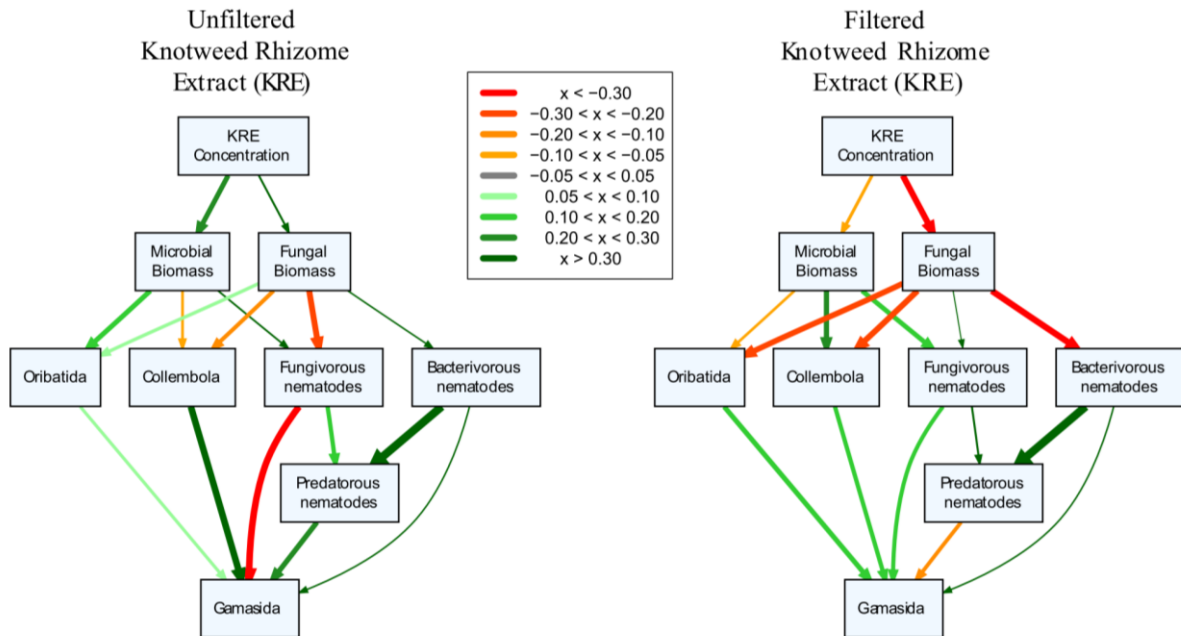 Unfiltered
Knotweed Rhizome
Extract (KRE)
Filtered
Knotweed Rhizome
Extract (KRE)
x < −0.30
−0.30 < x < −0.20
−0.20 < x < −0.10
−0.10 < x < −0.05
−0.05 < x < 0.05
0.05 < x < 0.10
0.10 < x < 0.20
0.20 < x < 0.30
x > 0.30
KRE
Concentration
Microbial
Biomass
Fungal
Biomass
Oribatida
Collembola
Fungivorous
nematodes
Bacterivorous
nematodes
Predatorous
nematodes
Gamasida
KRE
Concentration
Microbial
Biomass
Fungal
Biomass
Oribatida
Collembola
Fungivorous
nematodes
Bacterivorous
nematodes
Predatorous
nematodes
Gamasida